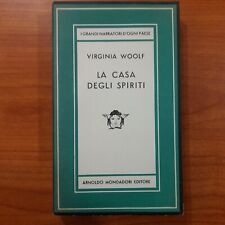 I GRANDI NARRATORI D'OGNI PAESE
VIRGINIA WOOLF
LA CASA
DEGLI SPIRITI
ARNOLDO MONDADORI EDITORE